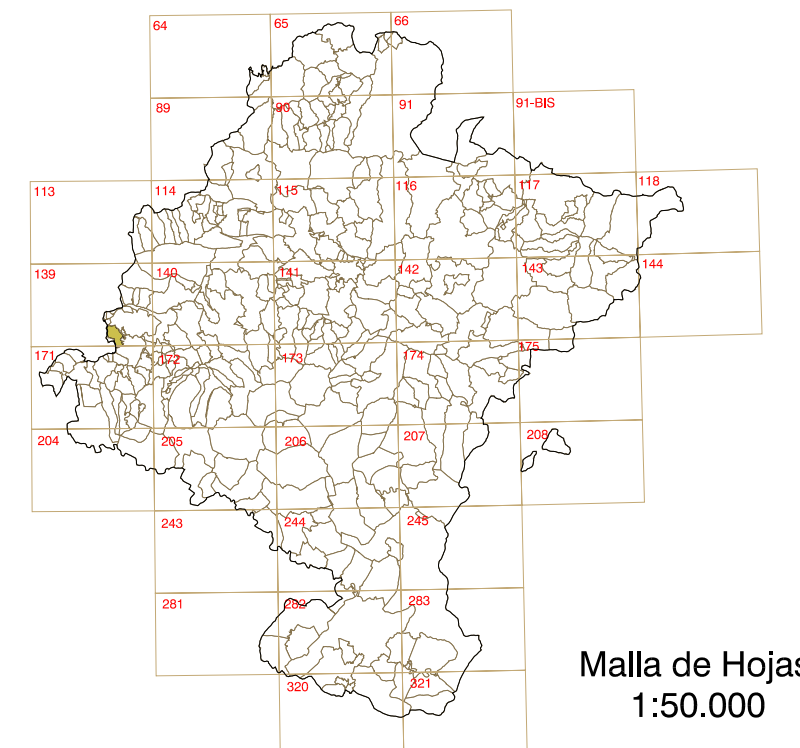 64 65 66
89 90 91 91-BIS
113 114 115 116 117 118
139 140 141 142 143 144
171 172 173 174 175
204 205 206 207 208
243 244 245
281 282 283
320 321
Malla de Hojas
1:50.000